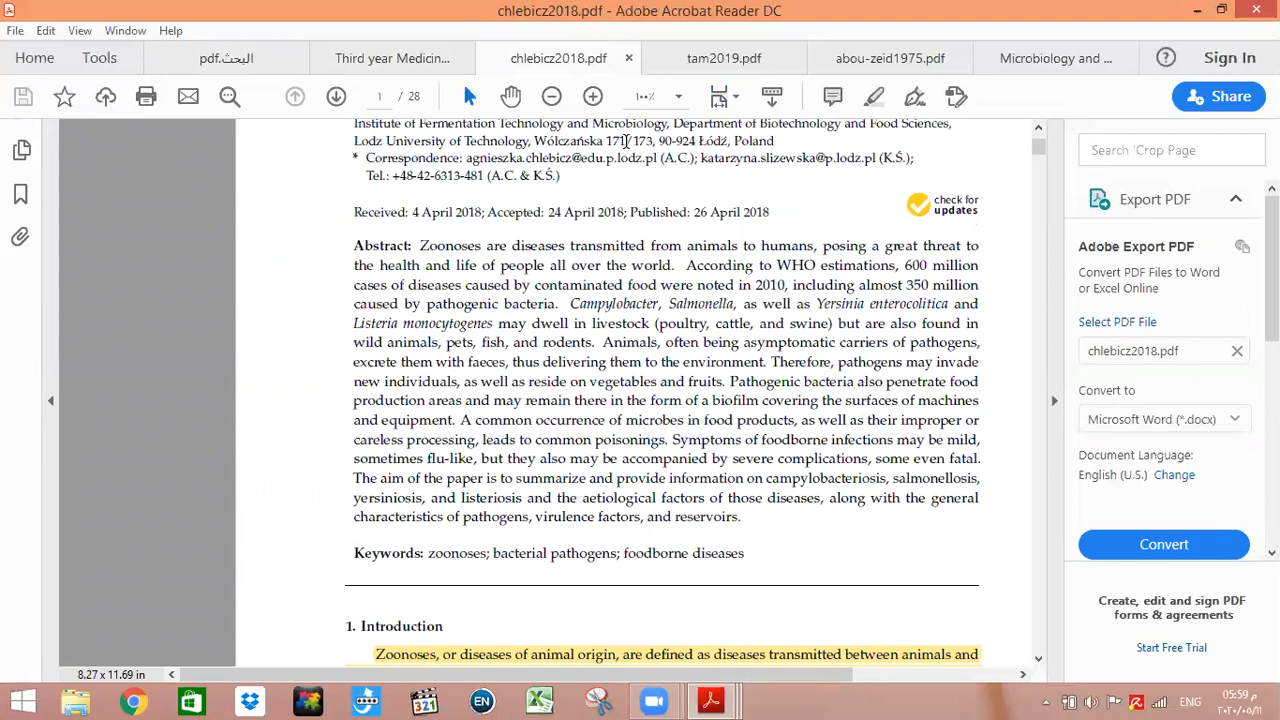 chlebicz2018.pdf - Adobe Acrobat Reader DC
File Edit View Window Help
Home Tools البحث.pdf Third year Medicin... chlebicz2018.pdf × tam2019.pdf abou-zeid1975.pdf Microbiology and ... Sign In
1 / 28 ١٠٠% Share
Institute of Fermentation Technology and Microbiology, Department of Biotechnology and Food Sciences,
Lodz University of Technology, Wólczańska 171/173, 90-924 Łódź, Poland
* Correspondence: agnieszka.chlebicz@edu.p.lodz.pl (A.C.); katarzyna.slizewska@p.lodz.pl (K.Ś.);
Tel.: +48-42-6313-481 (A.C. & K.Ś.)
Received: 4 April 2018; Accepted: 24 April 2018; Published: 26 April 2018
check for
updates
Abstract: Zoonoses are diseases transmitted from animals to humans, posing a great threat to
the health and life of people all over the world. According to WHO estimations, 600 million
cases of diseases caused by contaminated food were noted in 2010, including almost 350 million
caused by pathogenic bacteria. Campylobacter, Salmonella, as well as Yersinia enterocolitica and
Listeria monocytogenes may dwell in livestock (poultry, cattle, and swine) but are also found in
wild animals, pets, fish, and rodents. Animals, often being asymptomatic carriers of pathogens,
excrete them with faeces, thus delivering them to the environment. Therefore, pathogens may invade
new individuals, as well as reside on vegetables and fruits. Pathogenic bacteria also penetrate food
production areas and may remain there in the form of a biofilm covering the surfaces of machines
and equipment. A common occurrence of microbes in food products, as well as their improper or
careless processing, leads to common poisonings. Symptoms of foodborne infections may be mild,
sometimes flu-like, but they also may be accompanied by severe complications, some even fatal.
The aim of the paper is to summarize and provide information on campylobacteriosis, salmonellosis,
yersiniosis, and listeriosis and the aetiological factors of those diseases, along with the general
characteristics of pathogens, virulence factors, and reservoirs.
Keywords: zoonoses; bacterial pathogens; foodborne diseases
1. Introduction
Zoonoses, or diseases of animal origin, are defined as diseases transmitted between animals and
8.27 x 11.69 in
Search 'Crop Page'
Export PDF
Adobe Export PDF
Convert PDF Files to Word
or Excel Online
Select PDF File
chlebicz2018.pdf
Convert to
Microsoft Word (*.docx)
Document Language:
English (U.S.) Change
Convert
Create, edit and sign PDF
forms & agreements
Start Free Trial
321 EN ENG ٠٥:٥٩ م